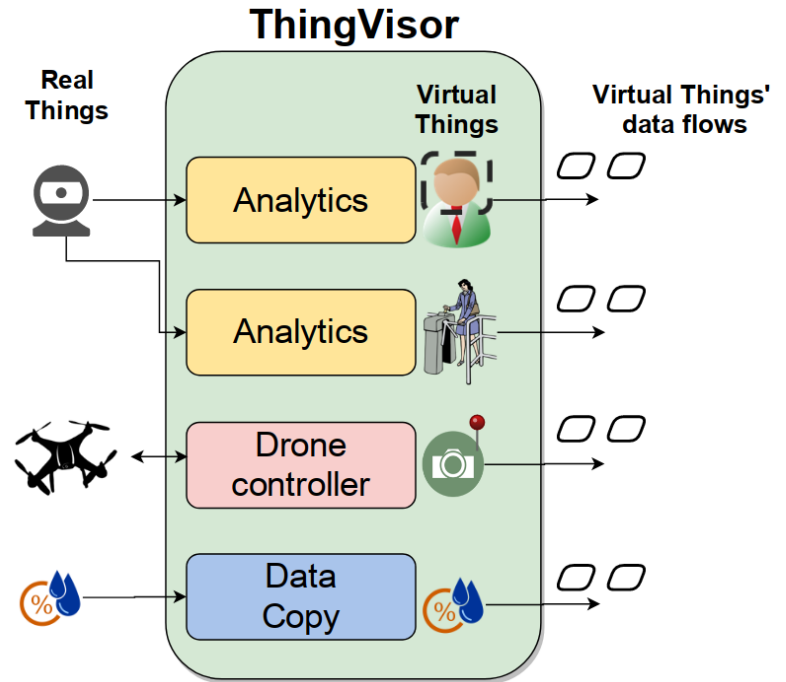 ThingVisor
Real
Things
Virtual
Things
Virtual Things'
data flows
Analytics
Analytics
Drone
controller
Data
Copy
%
%